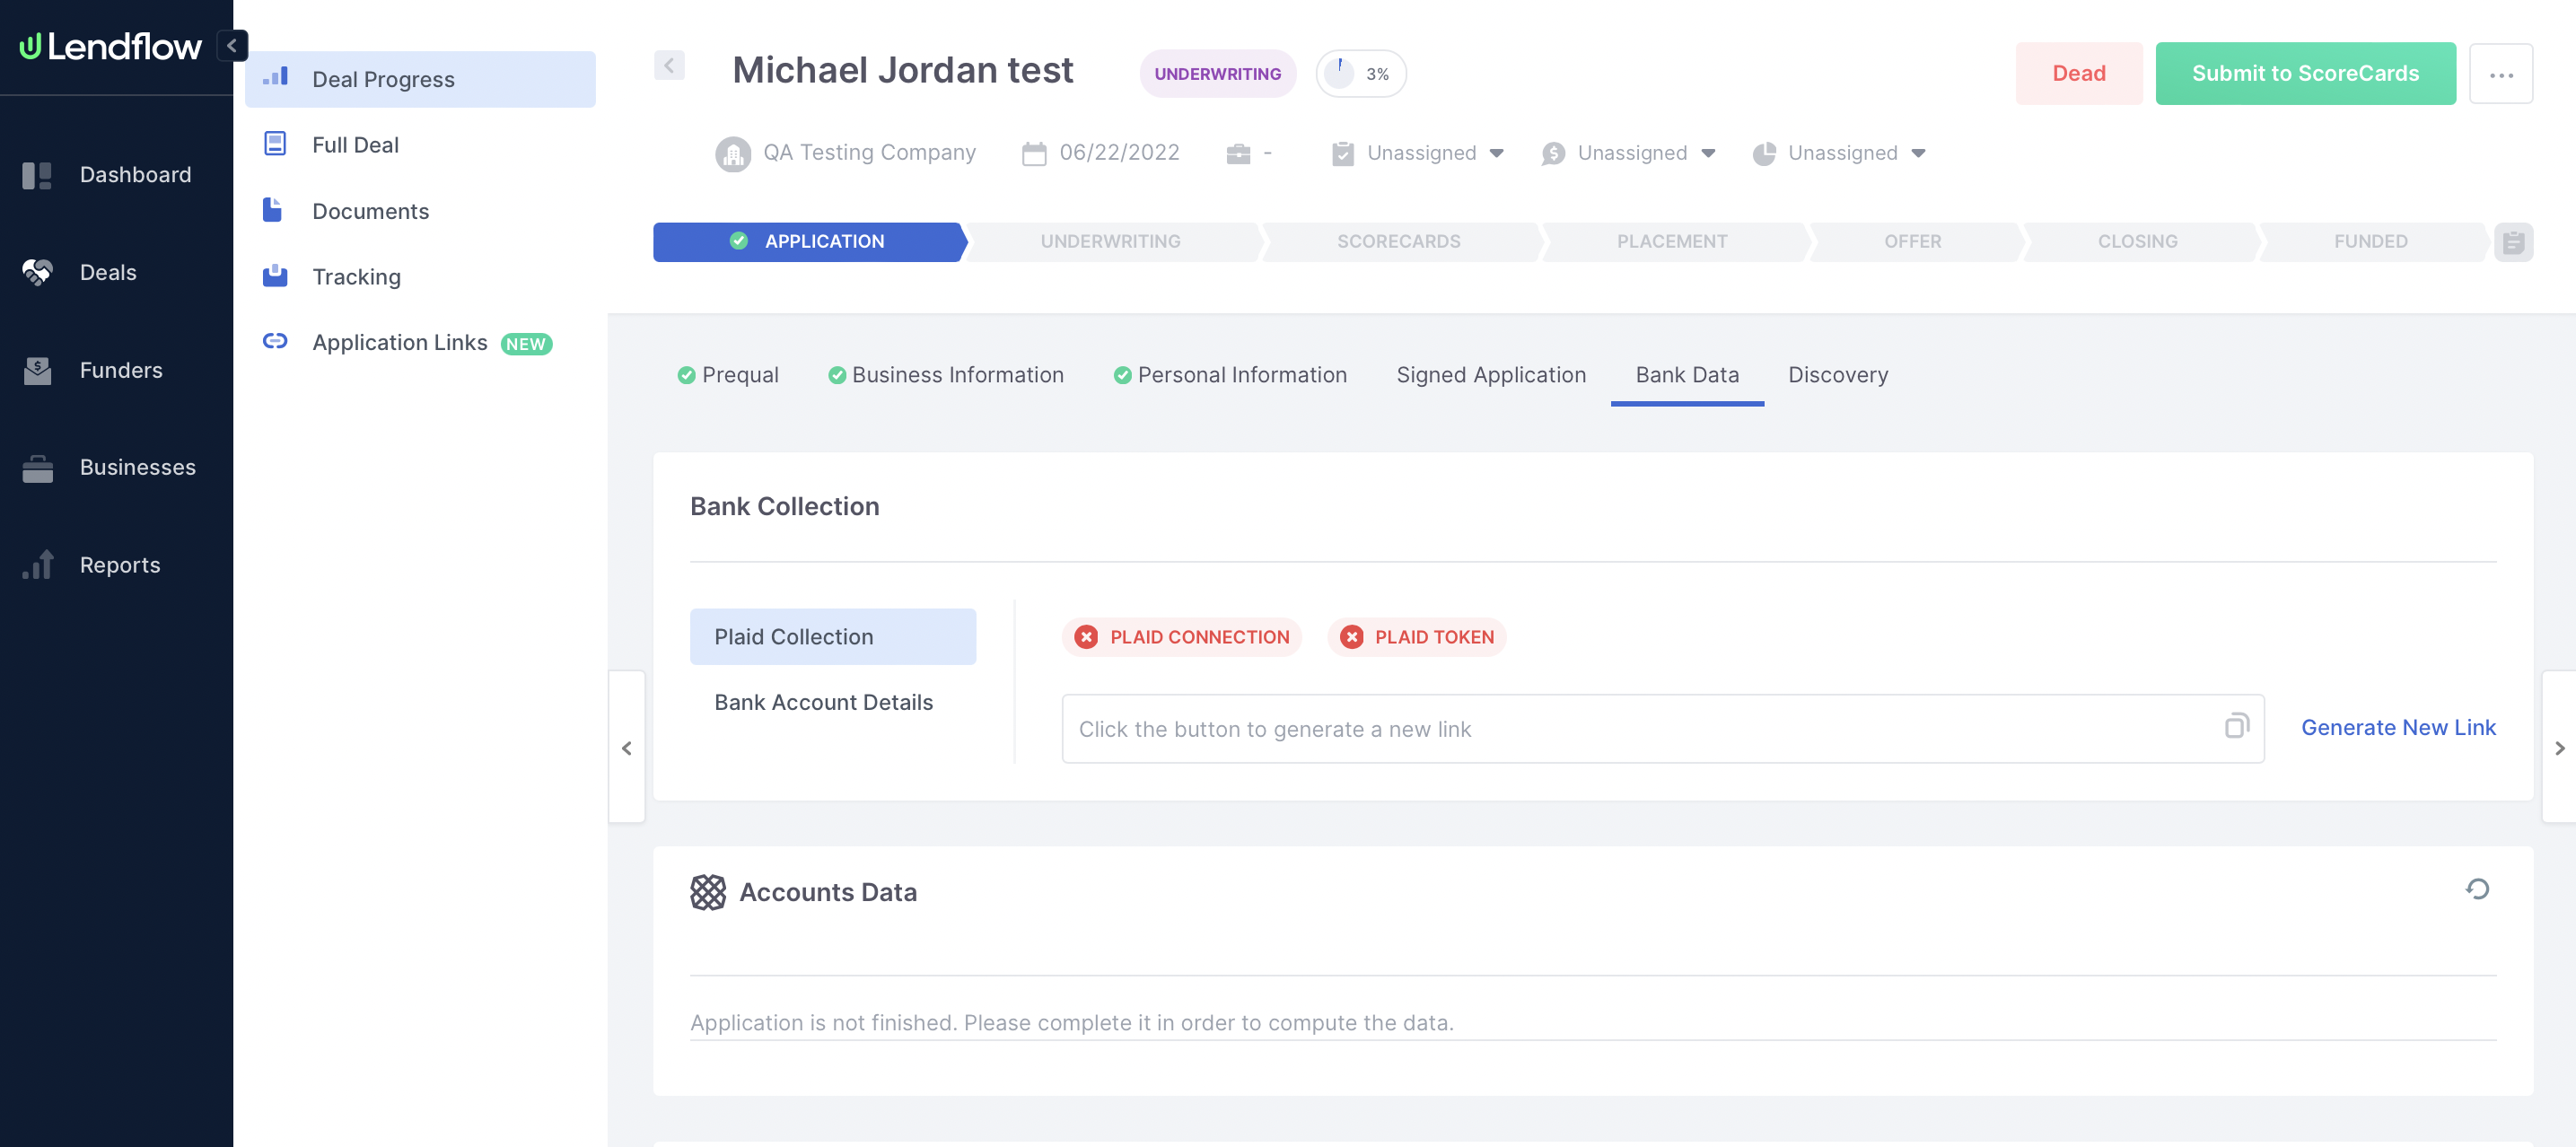 Lendflow
Dashboard
Deals
Funders
Businesses
Reports
Deal Progress
Full Deal
Documents
Tracking
Application Links NEW
Michael Jordan test UNDERWRITING 3% Dead Submit to ScoreCards ...
QA Testing Company 06/22/2022 - Unassigned Unassigned Unassigned
APPLICATION UNDERWRITING SCORECARDS PLACEMENT OFFER CLOSING FUNDED
Prequal Business Information Personal Information Signed Application Bank Data Discovery
Bank Collection
Plaid Collection
Bank Account Details
PLAID CONNECTION PLAID TOKEN
Click the button to generate a new link Generate New Link
Accounts Data
Application is not finished. Please complete it in order to compute the data.